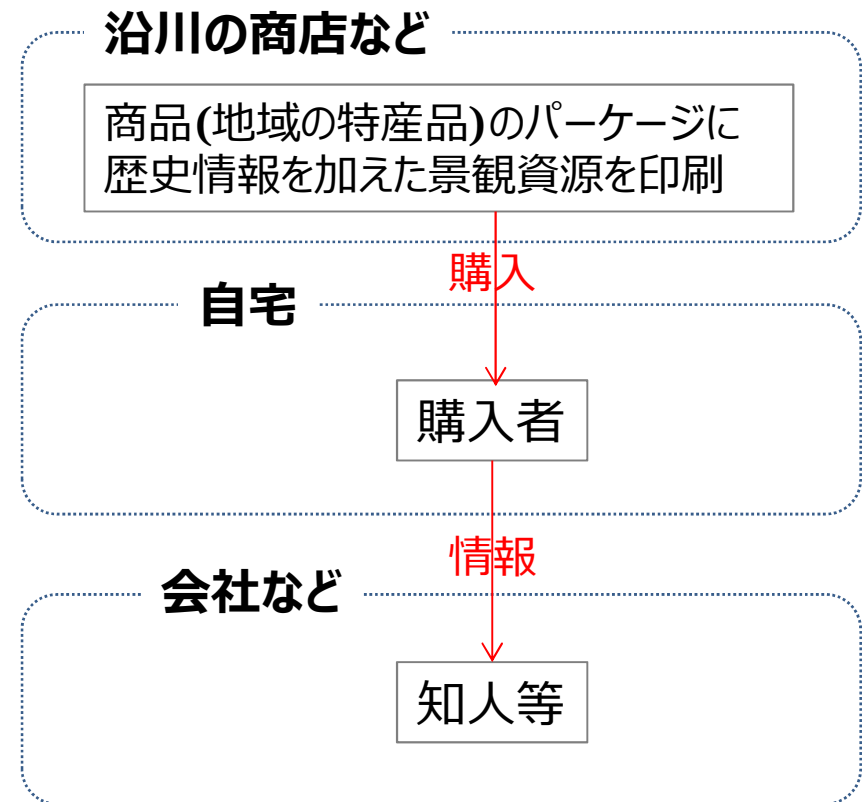 沿川の商店など
商品(地域の特産品)のパーケージに
歴史情報を加えた景観資源を印刷
購入
自宅
購入者
情報
会社など
知人等